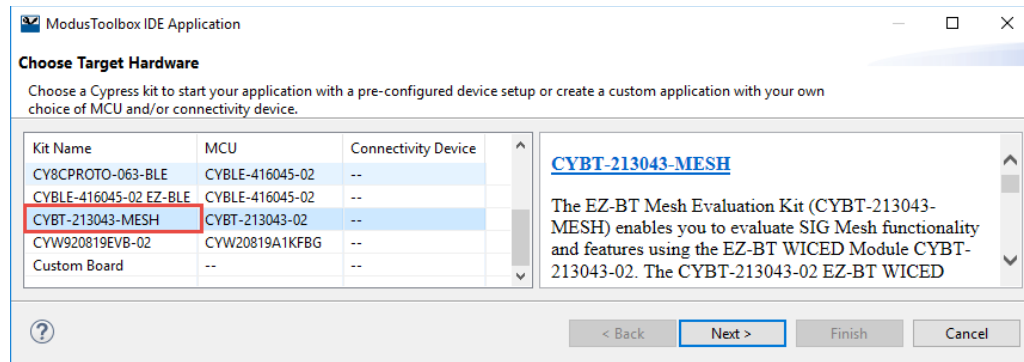 ModusToolbox IDE Application
Choose Target Hardware
Choose a Cypress kit to start your application with a pre-configured device setup or create a custom application with your own
choice of MCU and/or connectivity device.
Kit Name MCU Connectivity Device
CY8CPROTO-063-BLE CYBLE-416045-02 --
CYBLE-416045-02 EZ-BLE CYBLE-416045-02 --
CYBT-213043-MESH CYBT-213043-02 --
CYW920819EVB-02 CYW20819A1KFBG --
Custom Board -- --
CYBT-213043-MESH
The EZ-BT Mesh Evaluation Kit (CYBT-213043-
MESH) enables you to evaluate SIG Mesh functionality
and features using the EZ-BT WICED Module CYBT-
213043-02. The CYBT-213043-02 EZ-BT WICED
?
< Back Next > Finish Cancel